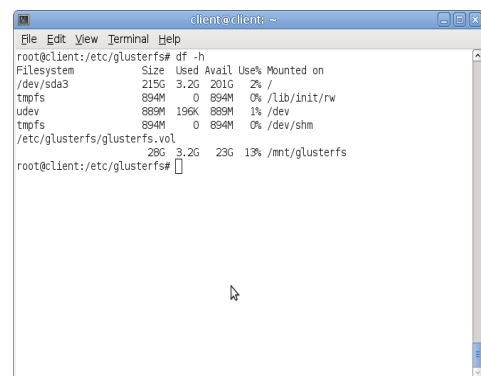 client@client: ~
File Edit View Terminal Help
root@client:/etc/glusterfs# df -h
Filesystem Size Used Avail Use% Mounted on
/dev/sda3 215G 3.2G 201G 2% /
tmpfs 894M 0 894M 0% /lib/init/rw
udev 889M 196K 889M 1% /dev
tmpfs 894M 0 894M 0% /dev/shm
/etc/glusterfs/glusterfs.vol
28G 3.2G 23G 13% /mnt/glusterfs
root@client:/etc/glusterfs#